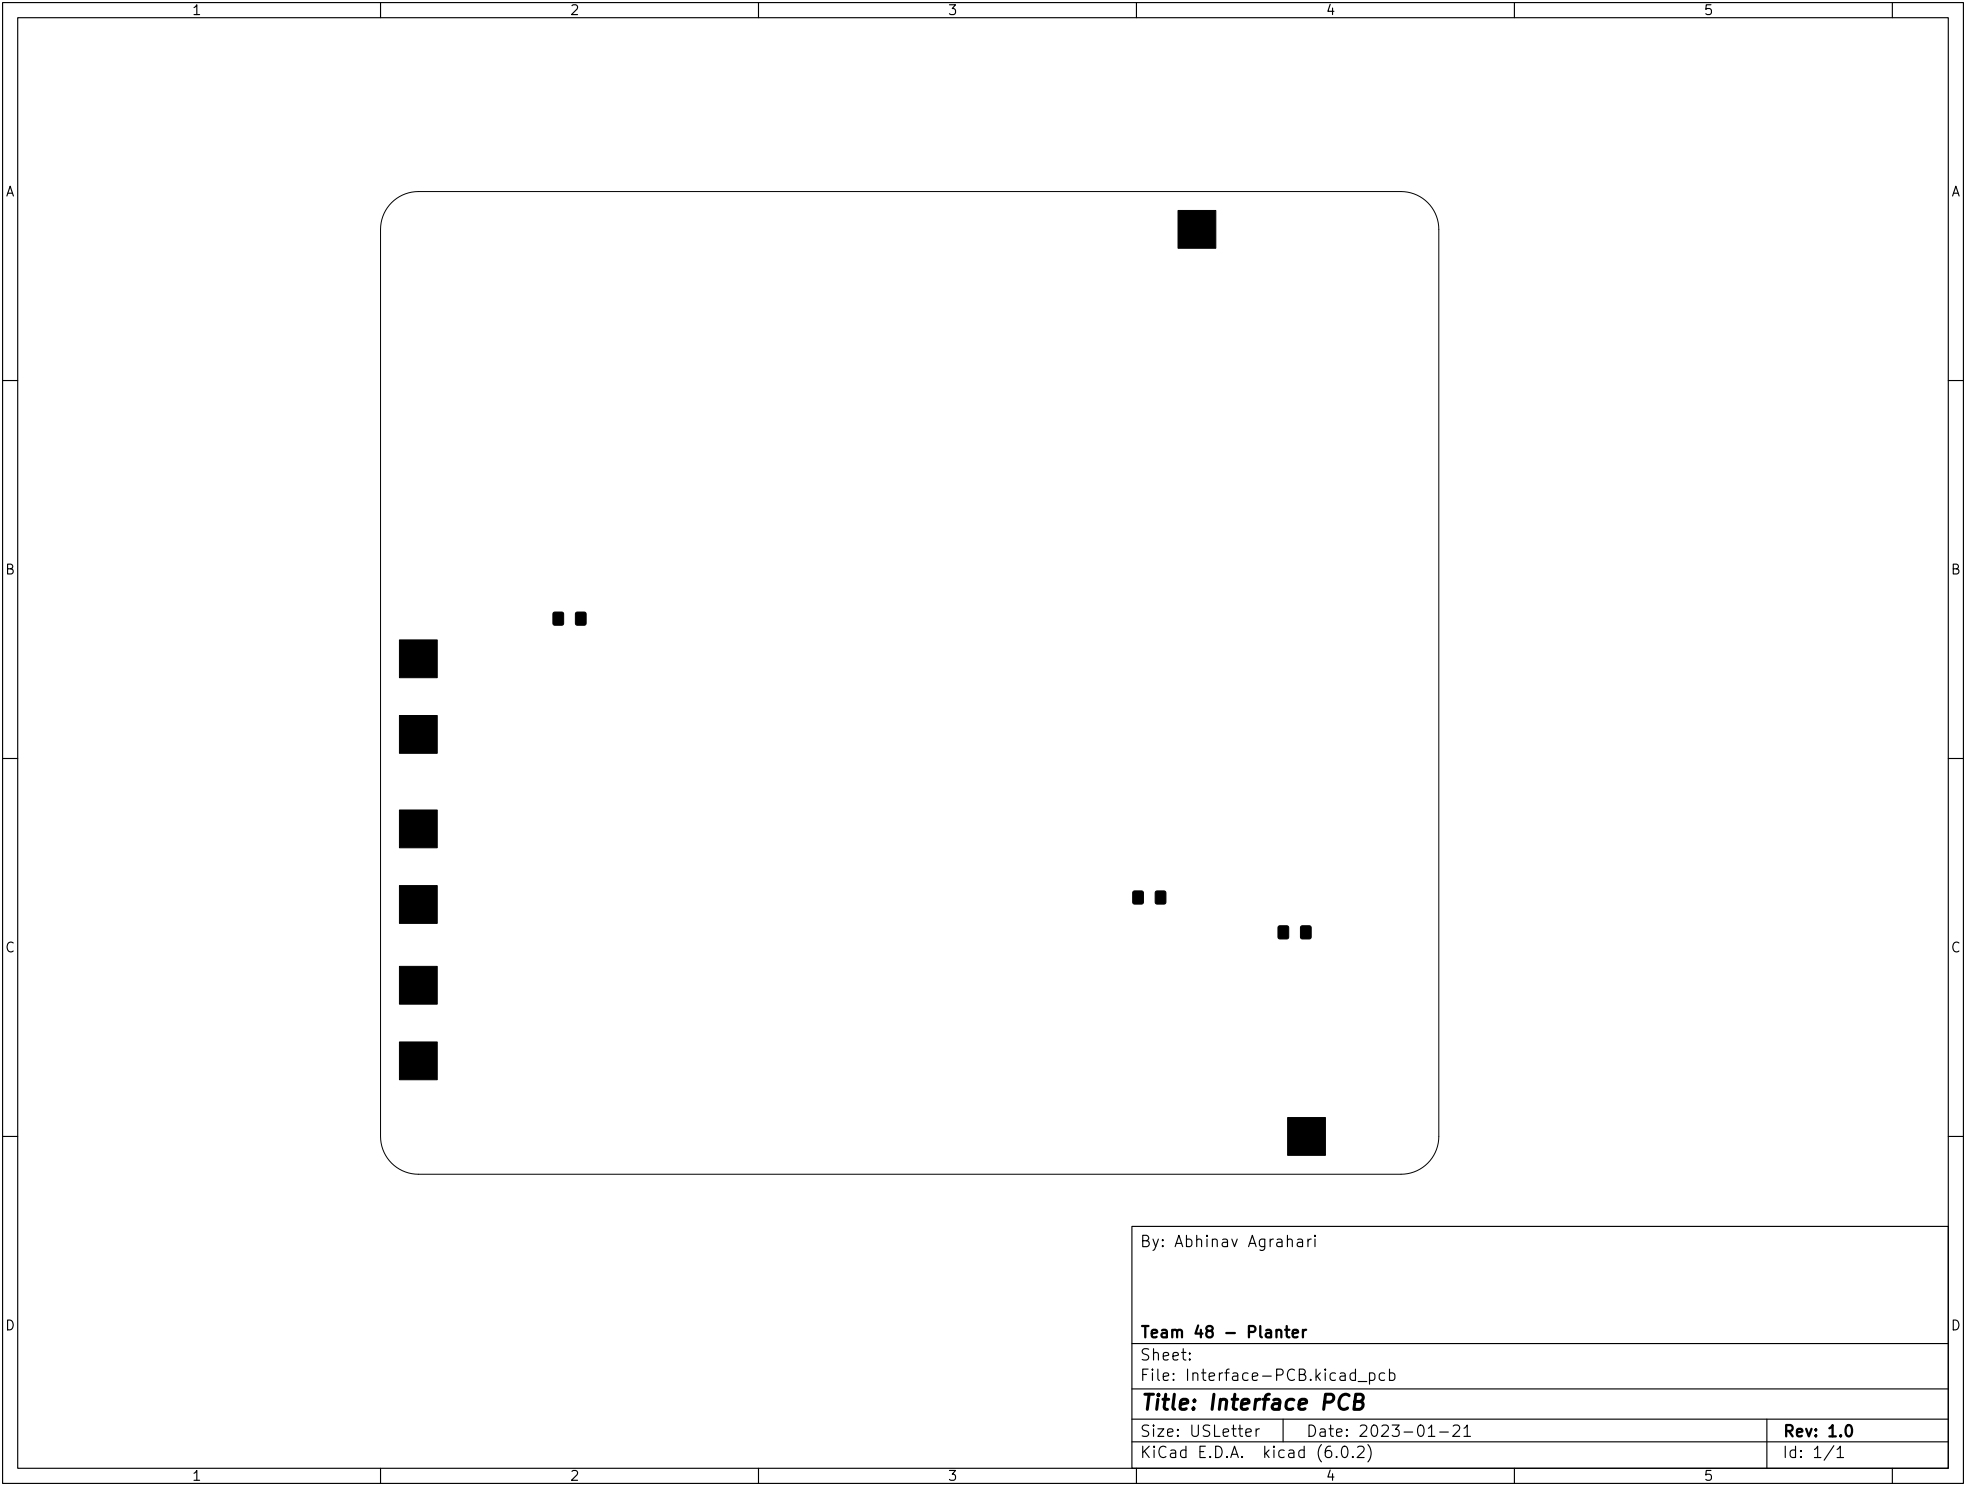 1 2 3 4 5
A A
B B
C C
D D
By: Abhinav Agrahari
Team 48 – Planter
Sheet:
File: Interface–PCB.kicad_pcb
Title: Interface PCB
Size: USLetter Date: 2023–01–21 Rev: 1.0
KiCad E.D.A. kicad (6.0.2) Id: 1/1
1 2 3 4 5